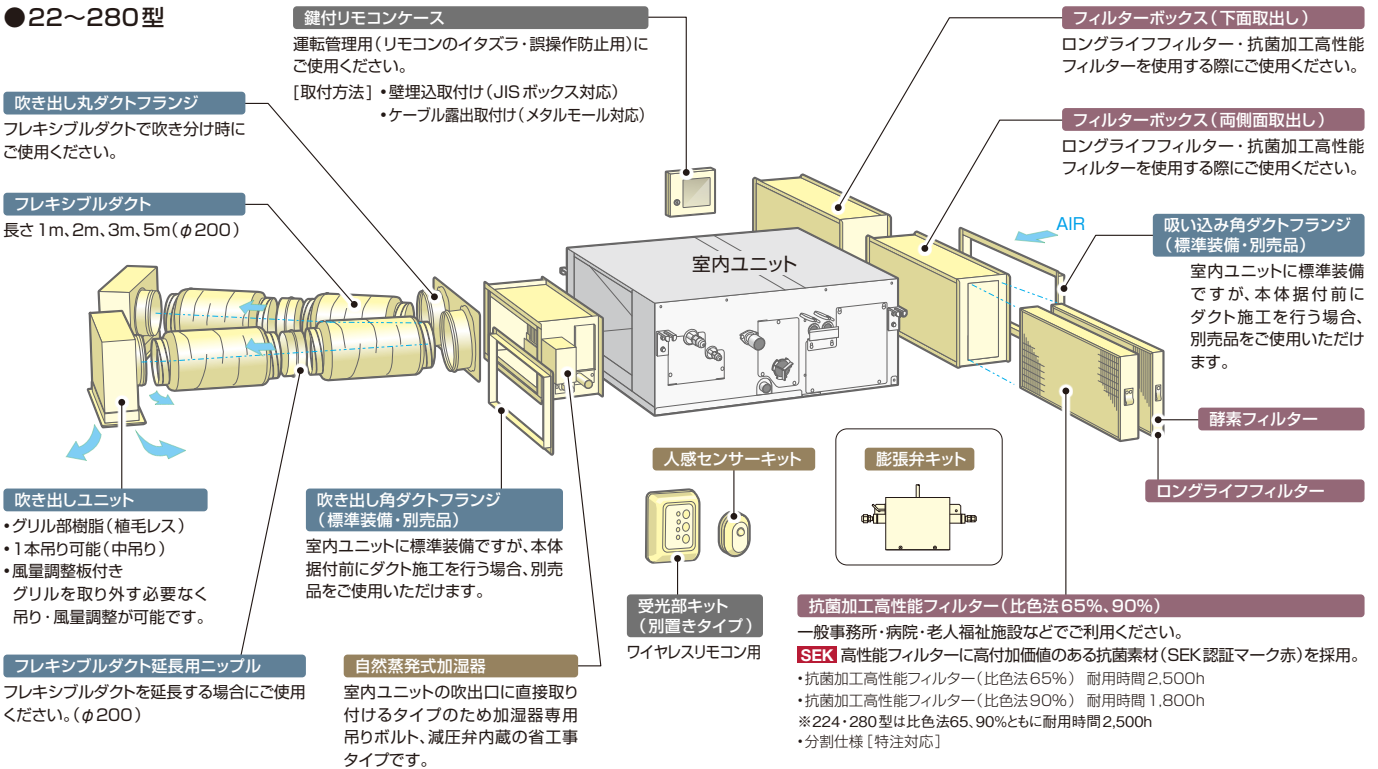 ●22～280型
鍵付リモコンケース
運転管理用（リモコンのイタズラ・誤操作防止用）に
ご使用ください。
［取付方法］•壁埋込取付け（JISボックス対応）
•ケーブル露出取付け（メタルモール対応）
フィルターボックス（下面取出し）
ロングライフフィルター・抗菌加工高性能
フィルターを使用する際にご使用ください。
吹き出し丸ダクトフランジ
フレキシブルダクトで吹き分け時に
ご使用ください。
フィルターボックス（両側面取出し）
ロングライフフィルター・抗菌加工高性能
フィルターを使用する際にご使用ください。
フレキシブルダクト
長さ1m、2m、3m、5m（φ200）
AIR
吸い込み角ダクトフランジ
（標準装備・別売品）
室内ユニットに標準装備
ですが、本体据付前に
ダクト施工を行う場合、
別売品をご使用いただけ
ます。
室内ユニット
酵素フィルター
ロングライフフィルター
人感センサーキット
膨張弁キット
吹き出しユニット
•グリル部樹脂（植毛レス）
•1本吊り可能（中吊り）
•風量調整板付き
グリルを取り外す必要なく
吊り・風量調整が可能です。
吹き出し角ダクトフランジ
（標準装備・別売品）
室内ユニットに標準装備ですが、本体
据付前にダクト施工を行う場合、別売
品をご使用いただけます。
受光部キット
（別置きタイプ）
ワイヤレスリモコン用
抗菌加工高性能フィルター（比色法65%、90%）
一般事務所・病院・老人福祉施設などでご利用ください。
SEK 高性能フィルターに高付加価値のある抗菌素材（SEK認証マーク赤）を採用。
•抗菌加工高性能フィルター（比色法65%） 耐用時間2,500h
•抗菌加工高性能フィルター（比色法90%） 耐用時間1,800h
※224・280型は比色法65、90%ともに耐用時間2,500h
•分割仕様［特注対応］
フレキシブルダクト延長用ニップル
フレキシブルダクトを延長する場合にご使用
ください。（φ200）
自然蒸発式加湿器
室内ユニットの吹出口に直接取り
付けるタイプのため加湿器専用
吊りボルト、減圧弁内蔵の省工事
タイプです。